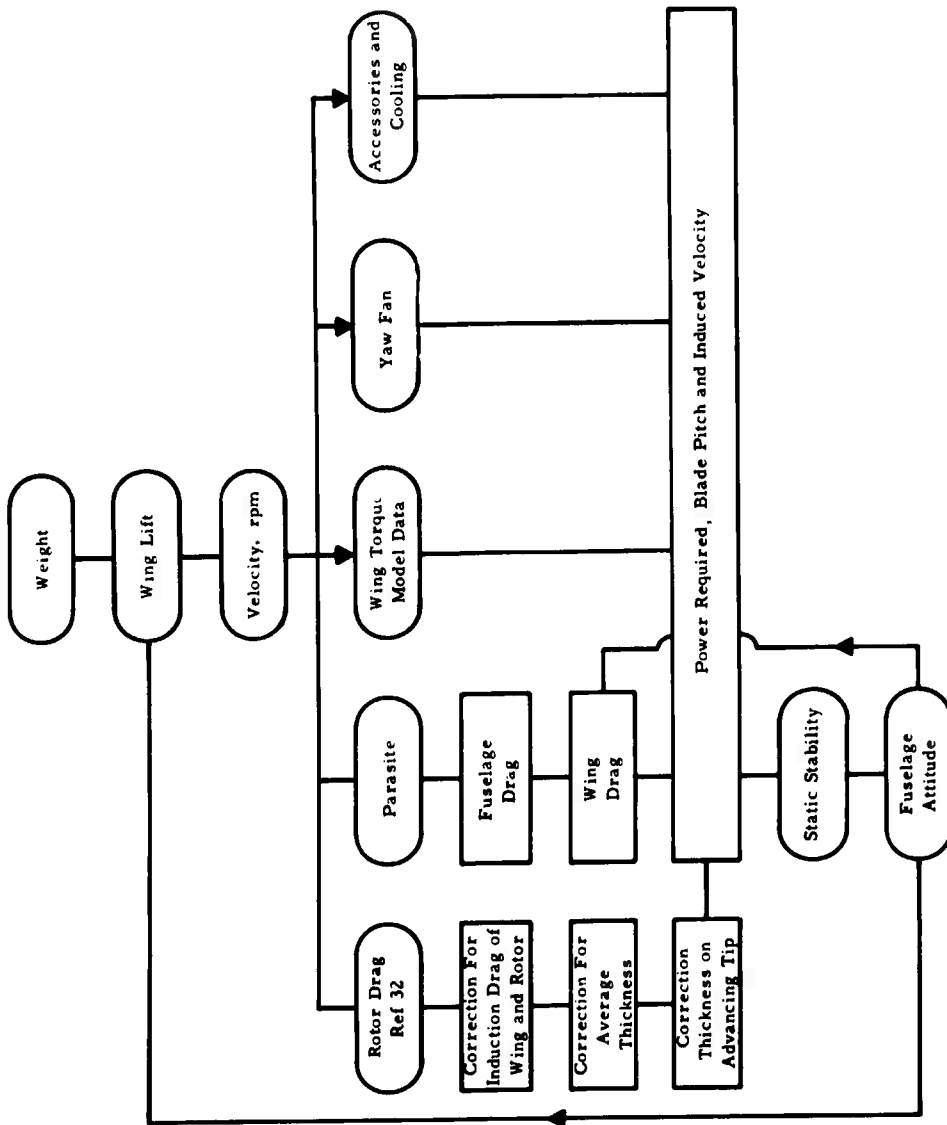 Weight
Wing Lift
Velocity, rpm
Rotor Drag
Ref 32
Parasite
Wing Torque
Model Data
Yaw Fan
Accessories and
Cooling
Correction For
Induction Drag of
Wing and Rotor
Fuselage
Drag
Correction For
Average
Thickness
Wing
Drag
Correction
Thickness on
Advancing Tip
Power Required, Blade Pitch and Induced Velocity
Static Stability
Fuselage
Attitude